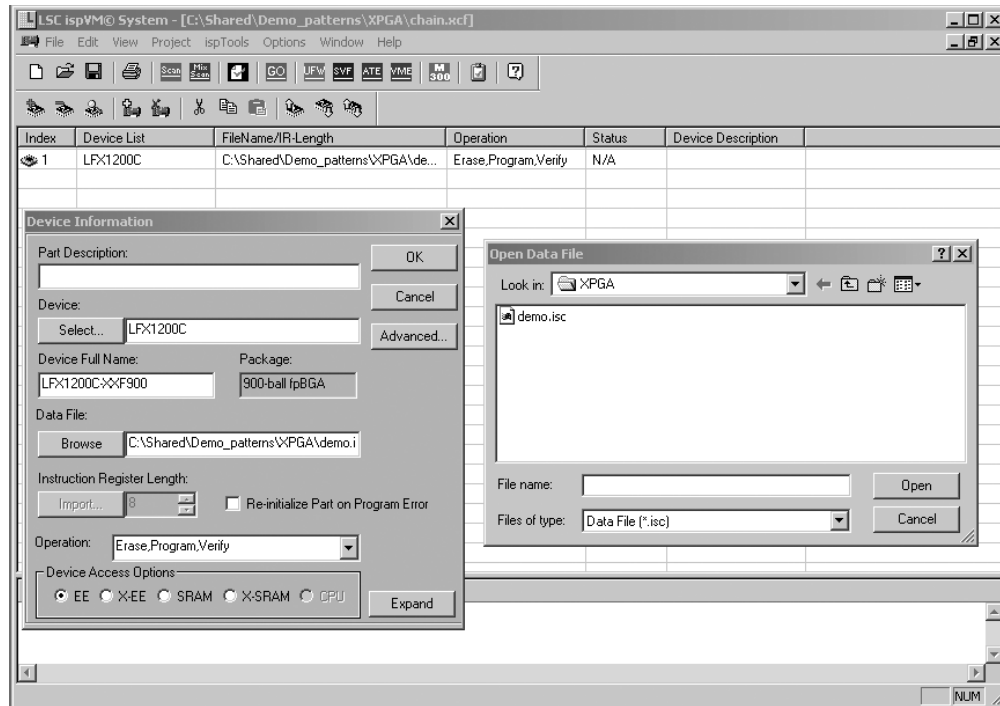 LSC ispVM© System - [C:\Shared\Demo_patterns\XPGA\chain.xcf]
File Edit View Project ispTools Options Window Help
Scan Mix Scan GO UFW SVF ATE VME M 300
Index Device List FileName/IR-Length Operation Status Device Description
1 LFX1200C C:\Shared\Demo_patterns\XPGA\de... Erase,Program,Verify N/A
Device Information
Part Description:
OK
Cancel
Device:
Select... LFX1200C
Advanced...
Device Full Name: Package:
LFX1200C-XXF900 900-ball fpBGA
Data File:
Browse C:\Shared\Demo_patterns\XPGA\demo.i
Instruction Register Length:
Import... 8 Re-initialize Part on Program Error
Operation: Erase,Program,Verify
Device Access Options
EE X-EE SRAM X-SRAM CPU
Expand
Open Data File
Look in: XPGA
demo.isc
File name: Open
Files of type: Data File (*.isc) Cancel
NUM